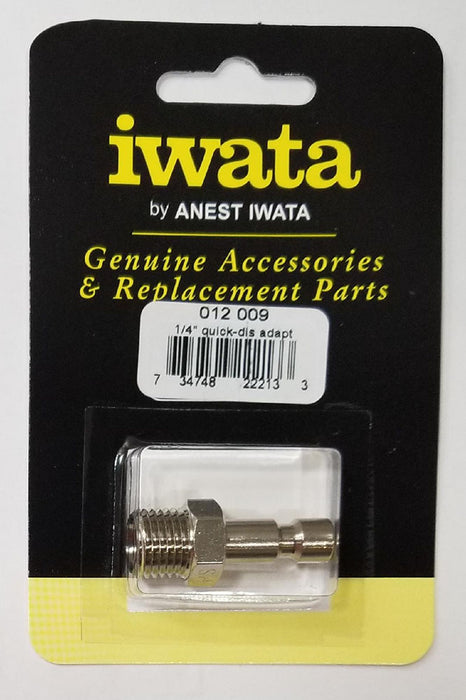 iwata
by ANEST IWATA
Genuine Accessories
& Replacement Parts
012 009
1/4" quick-dis adapt
7 34748 22213 3